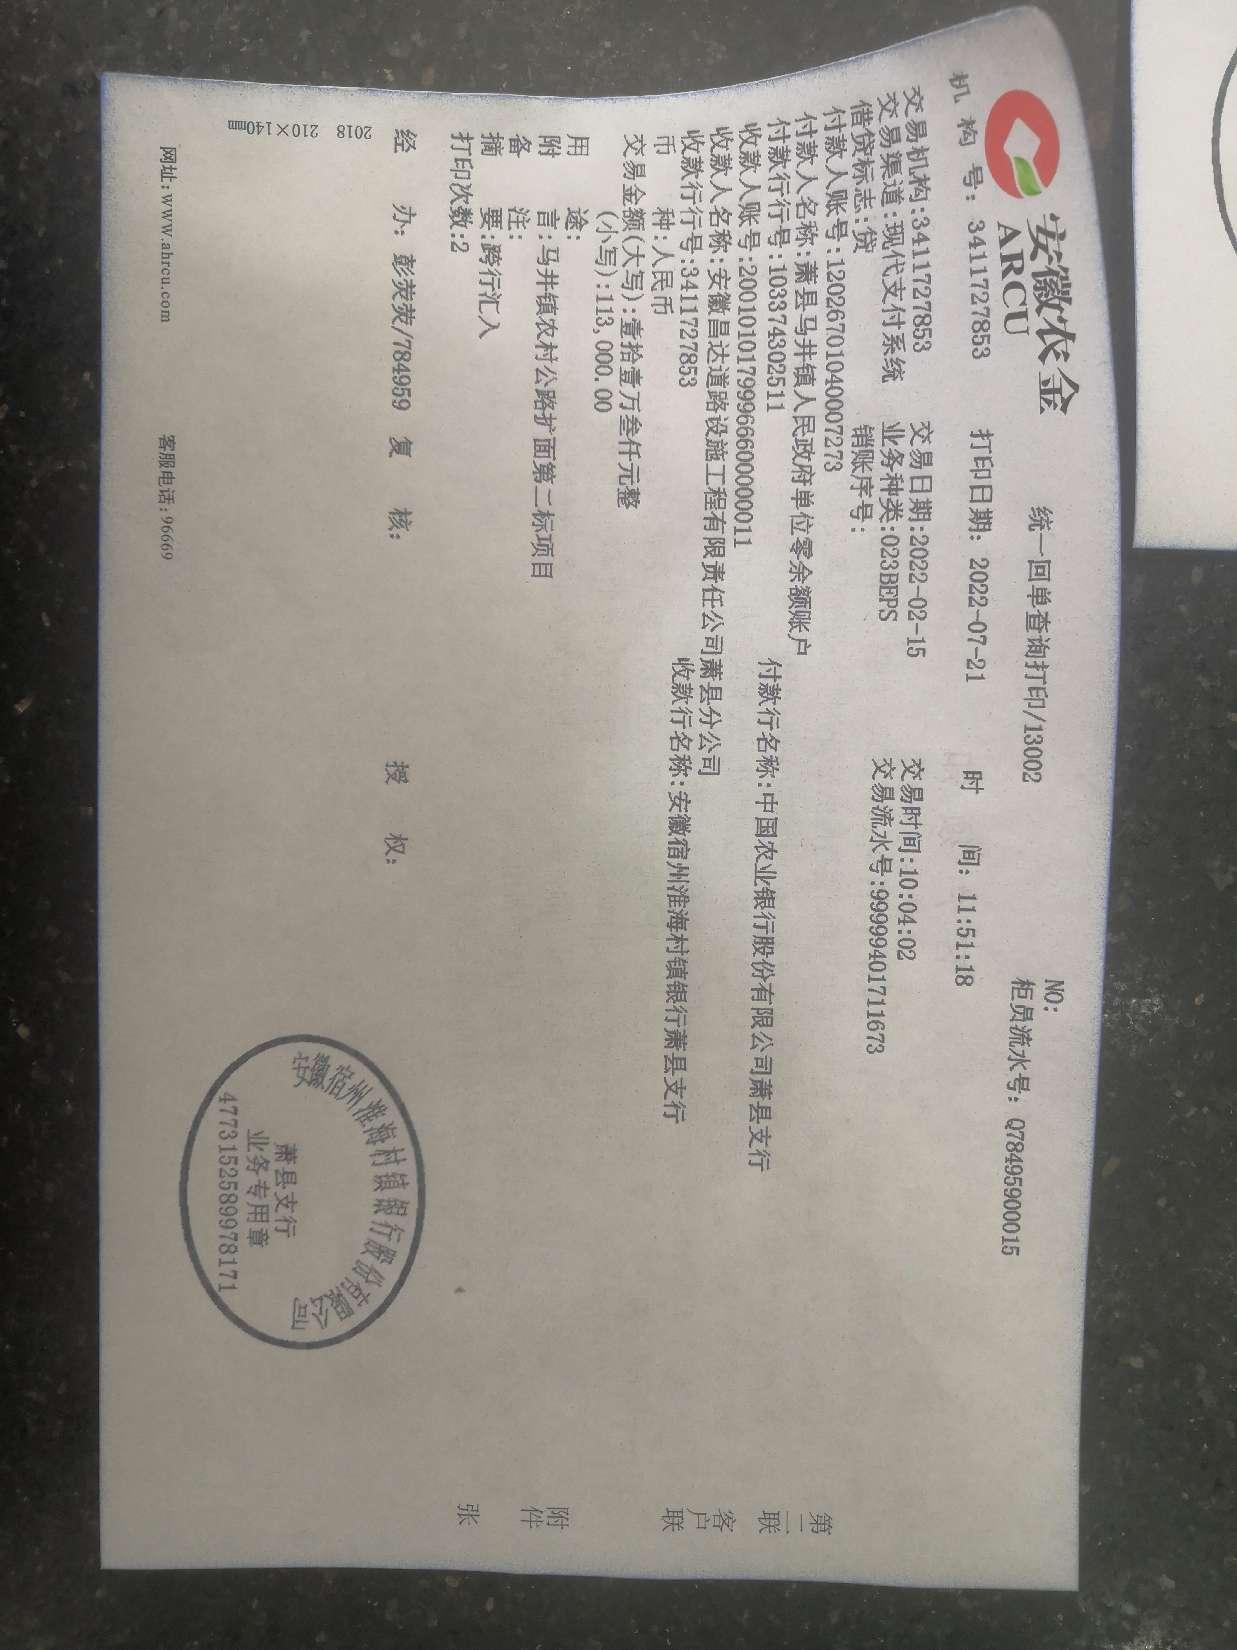 安徽农金
ARCU
统一回单查询打印/13002
NO:
柜员流水号: Q78495900015
机 构 号: 3411727853 打印日期: 2022-07-21 时 间: 11:51:18
交易机构:3411727853 交易日期:2022-02-15 交易时间:10:04:02
交易渠道:现代支付系统 业务种类:023BEPS 交易流水号:9999401711673
借贷标志:贷 销账序号:
付款人账号:12026701040007273
付款人名称:萧县马井镇人民政府单位零余额账户
付款行行号:103374302511 付款行名称:中国农业银行股份有限公司萧县支行
收款人账号:20010101799966600000011
收款人名称:安徽昌达道路设施工程有限责任公司萧县分公司
收款行行号:3411727853 收款行名称:安徽宿州淮海村镇银行萧县支行
币 种:人民币
交易金额(大写):壹拾壹万叁仟元整
(小写):113,000.00
用 途:
附 言:马井镇农村公路扩面第二标项目
备 注:
摘 要:跨行汇入
打印次数:2
经 办: 彭荧荧/784959 复 核: 授 权:
2018 210×140mm
网址:www.ahrcu.com 客服电话:96669
安徽宿州淮海村镇银行股份有限公司
萧县支行
业务专用章
4773152589978171
第二联 客户联
附件 张